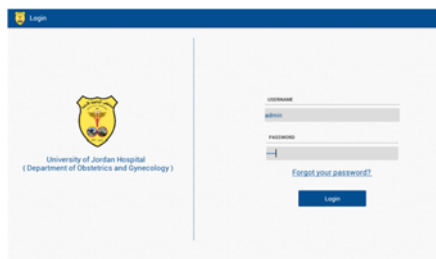 Login
University of Jordan Hospital
( Department of Obstetrics and Gynecology )
USERNAME
admin
PASSWORD
Forgot your password?
Login